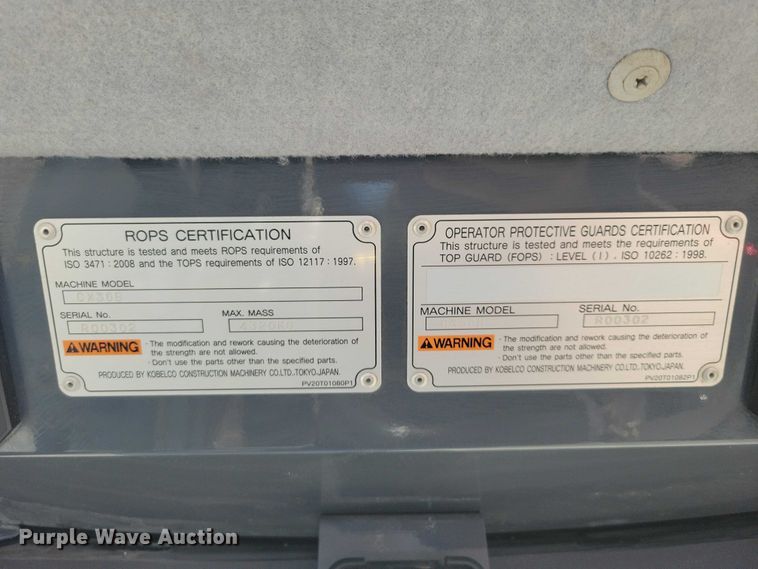 ROPS CERTIFICATION
This structure is tested and meets ROPS requirements of
ISO 3471 : 2008 and the TOPS requirements of ISO 12117 : 1997.
MACHINE MODEL
CX36B
SERIAL No.
MAX. MASS
R00302
WARNING
· The modification and rework causing the deterioration of
the strength are not allowed.
· Don't use the parts other than the specified parts.
PRODUCED BY KOBELCO CONSTRUCTION MACHINERY CO.LTD.,TOKYO.JAPAN.
PV20T01080P1
OPERATOR PROTECTIVE GUARDS CERTIFICATION
This structure is tested and meets the requirements of
TOP GUARD (FOPS) : LEVEL ( I ) . ISO 10262 : 1998.
MACHINE MODEL
SERIAL No.
R00302
WARNING
· The modification and rework causing the deterioration of
the strength are not allowed.
· Don't use the parts other than the specified parts.
PRODUCED BY KOBELCO CONSTRUCTION MACHINERY CO.LTD.,TOKYO.JAPAN.
PV20T01082P1
Purple Wave Auction